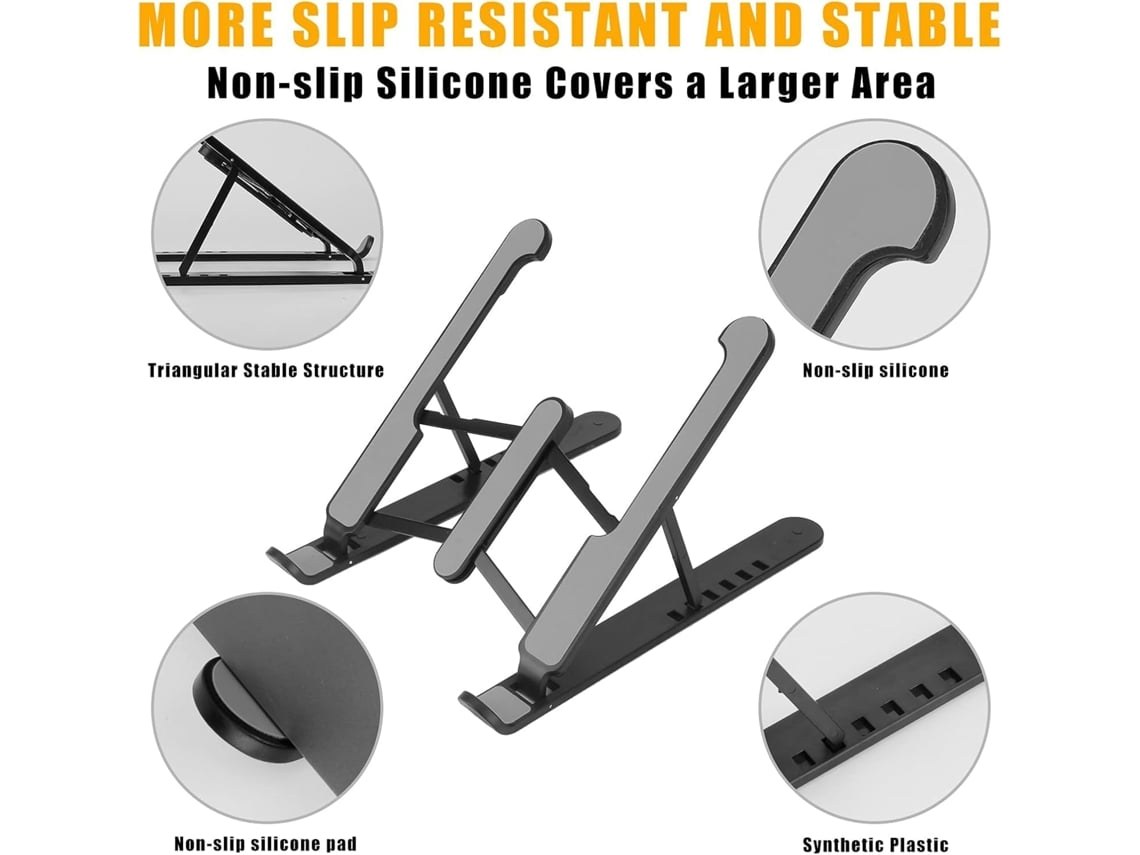 MORE SLIP RESISTANT AND STABLE
Non-slip Silicone Covers a Larger Area
Triangular Stable Structure
Non-slip silicone
Non-slip silicone pad
Synthetic Plastic